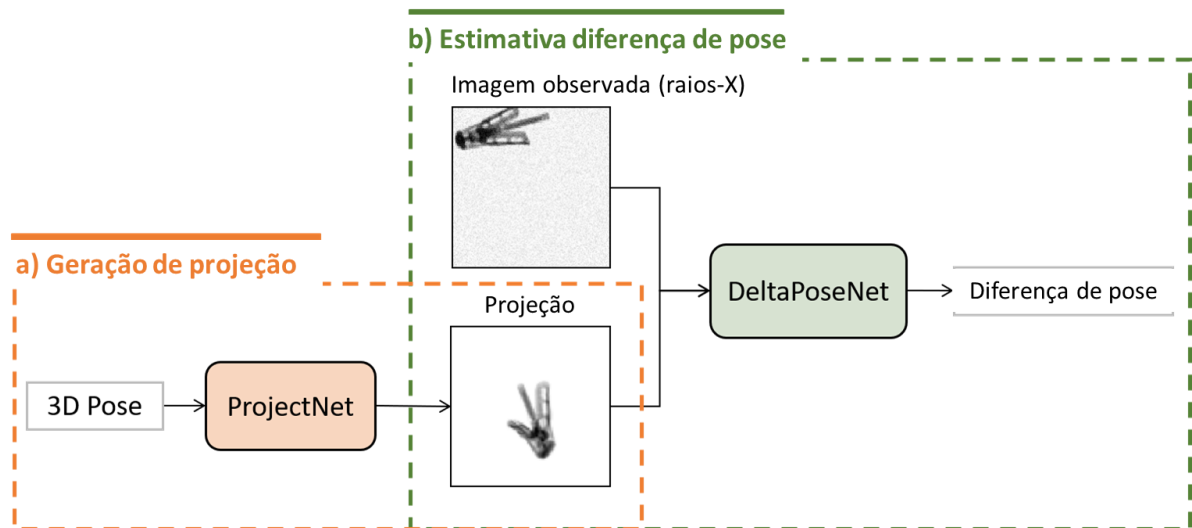 b) Estimativa diferença de pose
Imagem observada (raios-X)
a) Geração de projeção
Projeção
DeltaPoseNet
Diferença de pose
3D Pose
ProjectNet